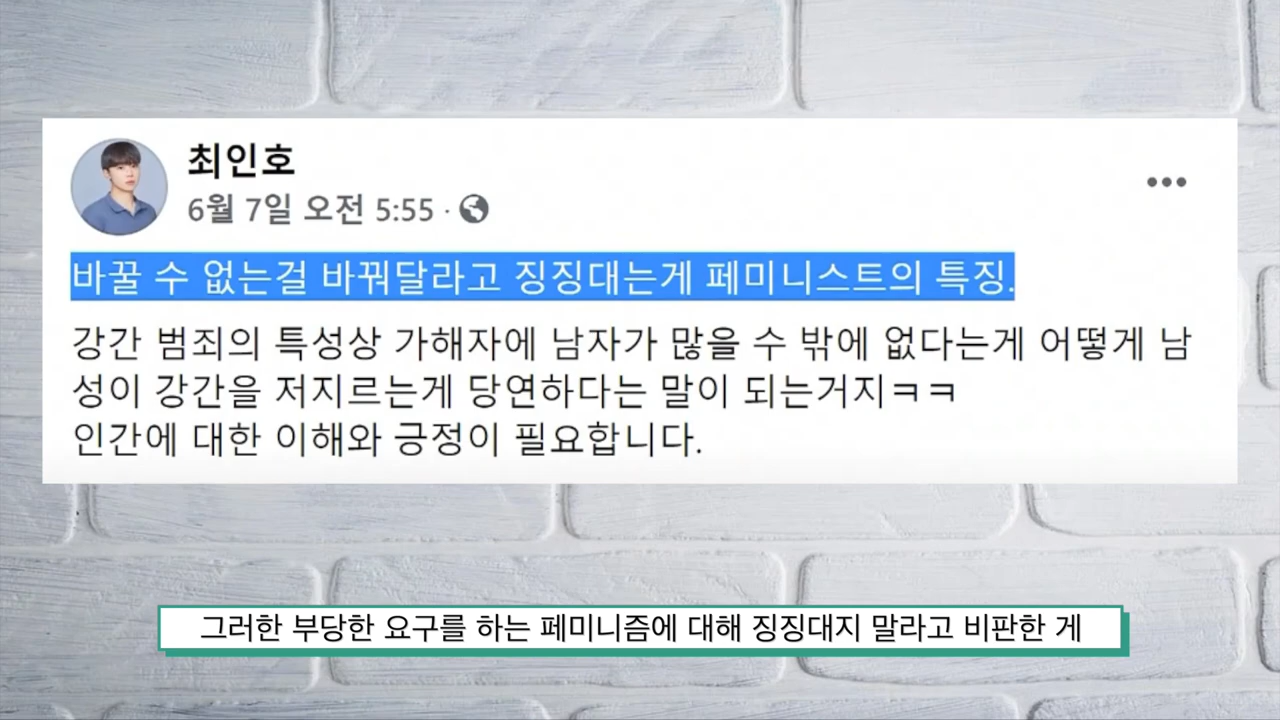 최인호
6월 7일 오전 5:55 ·
바꿀 수 없는걸 바꿔달라고 징징대는게 페미니스트의 특징.
강간 범죄의 특성상 가해자에 남자가 많을 수 밖에 없다는게 어떻게 남
성이 강간을 저지르는게 당연하다는 말이 되는거지ㅋㅋ
인간에 대한 이해와 긍정이 필요합니다.
그러한 부당한 요구를 하는 페미니즘에 대해 징징대지 말라고 비판한 게